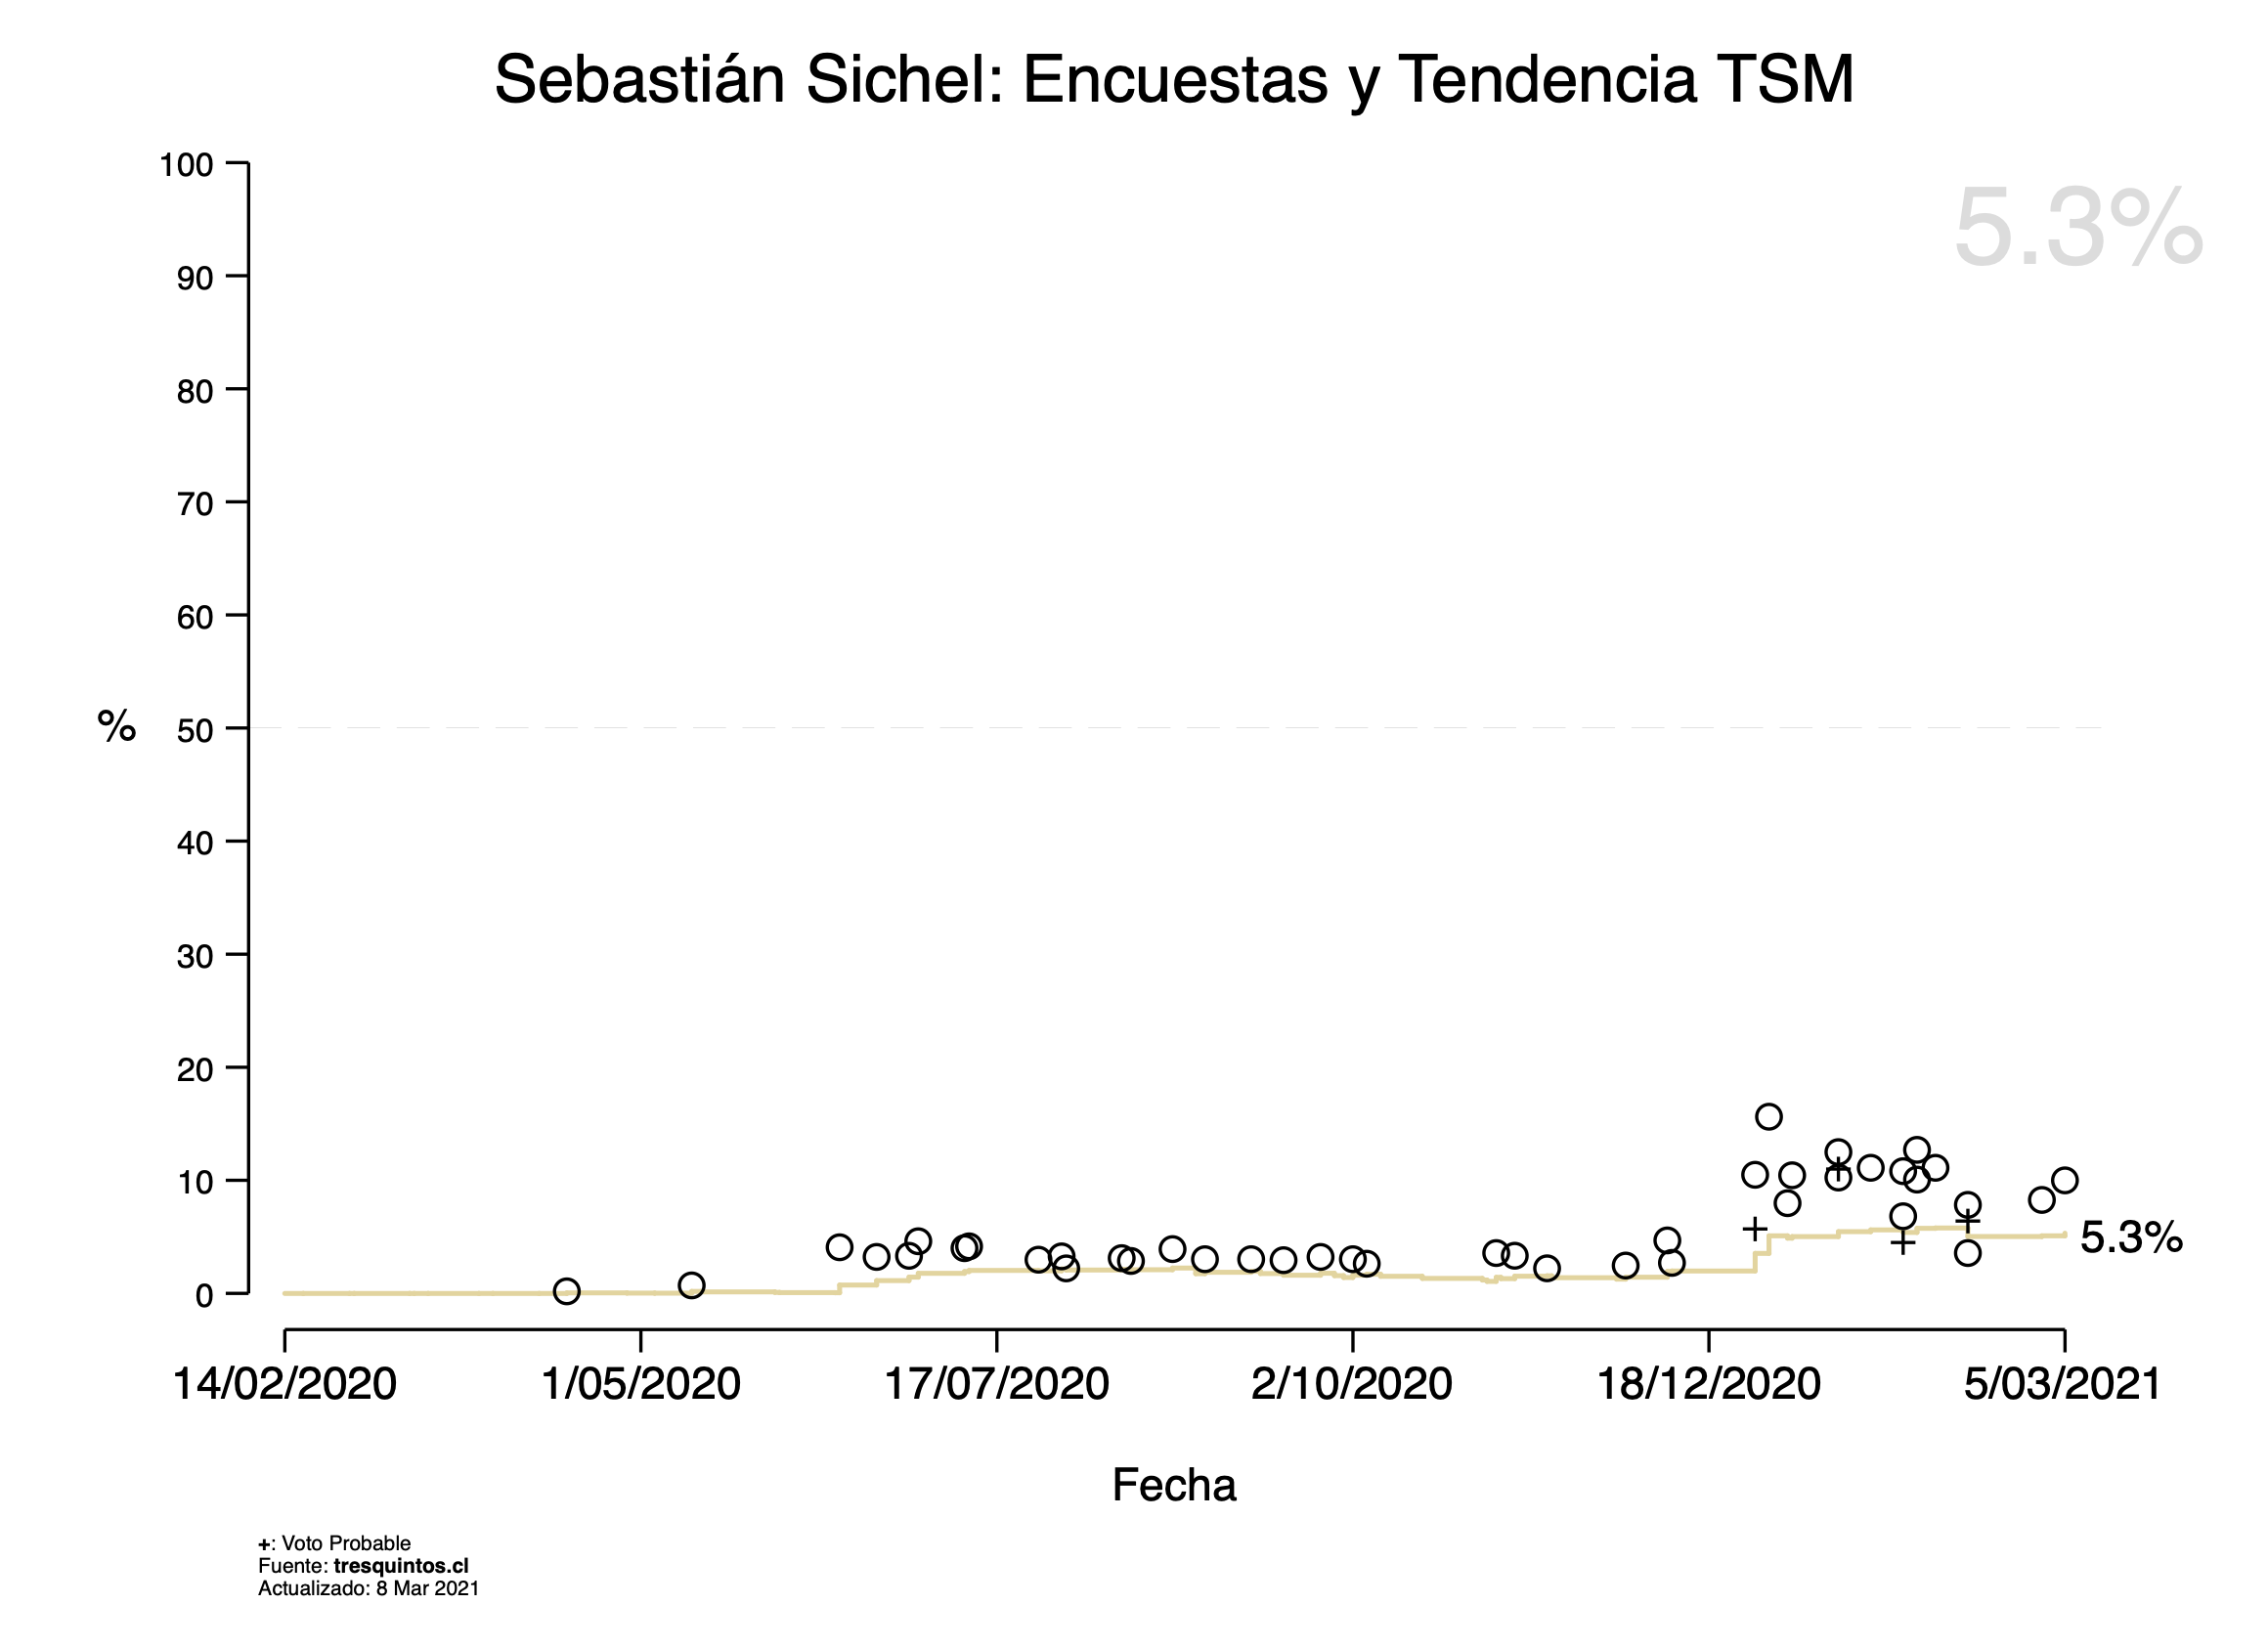 Sebastián Sichel: Encuestas y Tendencia TSM
5.3%
100
90
80
70
60
50
40
30
20
10
0
%
5.3%
14/02/2020 1/05/2020 17/07/2020 2/10/2020 18/12/2020 5/03/2021
Fecha
+: Voto Probable
Fuente: tresquintos.cl
Actualizado: 8 Mar 2021